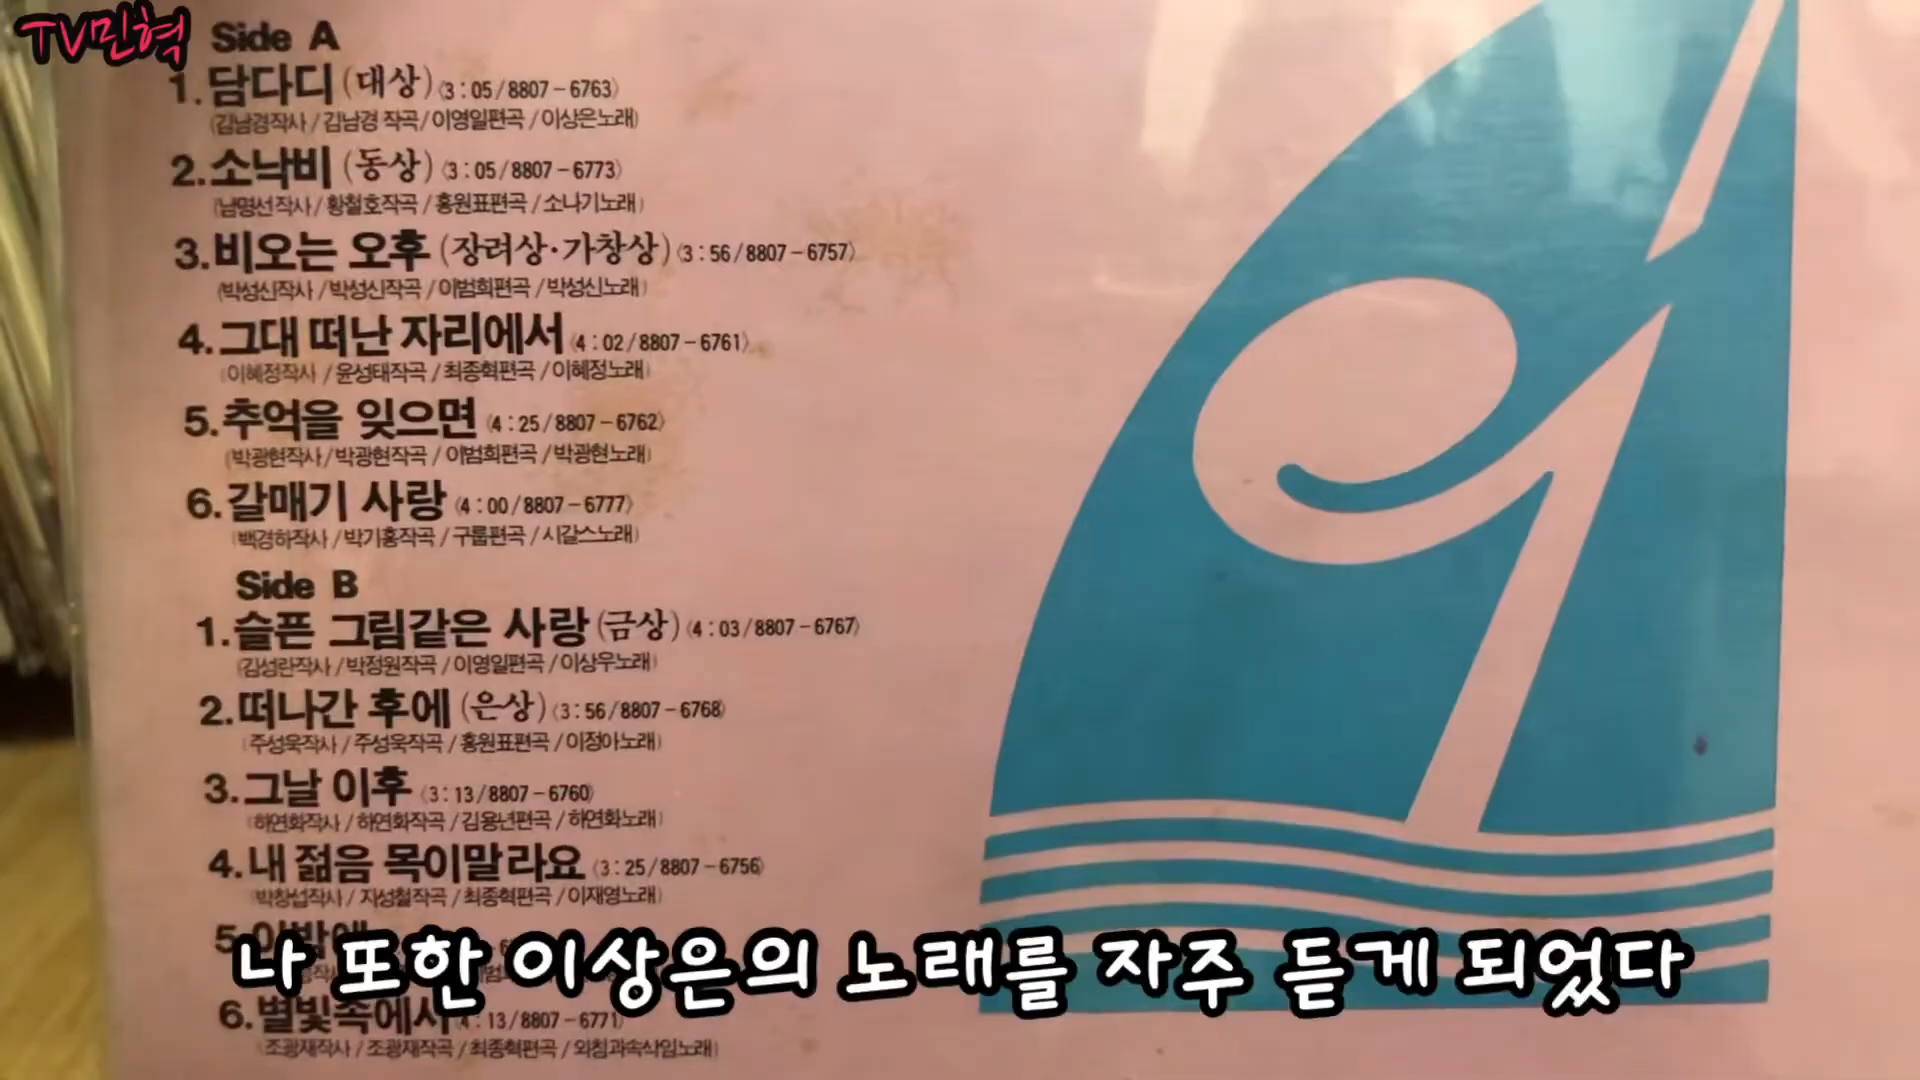 TV민혁
Side A
1.담다디(대상)〈3:05/8807-6763〉
(김남경작사/김남경 작곡/이영일편곡/이상은노래)
2.소낙비(동상)〈3:05/8807-6773〉
(남명선작사/황철호작곡/홍원표편곡/소나기노래)
3.비오는 오후(장려상·가창상)〈3:56/8807-6757〉
(박성신작사/박성신작곡/이범희편곡/박성신노래)
4.그대 떠난 자리에서〈4:02/8807-6761〉
(이혜정작사/윤성태작곡/최종혁편곡/이혜정노래)
5.추억을 잊으면〈4:25/8807-6762〉
(박광현작사/박광현작곡/이범희편곡/박광현노래)
6.갈매기 사랑〈4:00/8807-6777〉
(백경하작사/박기홍작곡/구룹편곡/시갈스노래)
Side B
1.슬픈 그림같은 사랑(금상)〈4:03/8807-6767〉
(김성란작사/박정원작곡/이영일편곡/이상우노래)
2.떠나간 후에(은상)〈3:56/8807-6768〉
(주성욱작사/주성욱작곡/홍원표편곡/이정아노래)
3.그날 이후〈3:13/8807-6760〉
(하연화작사/하연화작곡/김용년편곡/하연화노래)
4.내 젊음 목이말라요〈3:25/8807-6756〉
(박창섭작사/지성철작곡/최종혁편곡/이재영노래)
5.이밤에
나 또한 이상은의 노래를 자주 듣게 되었다
6.별빛속에서〈4:13/8807-6771〉
(조광재작사/조광재작곡/최종혁편곡/외침과속삭임노래)